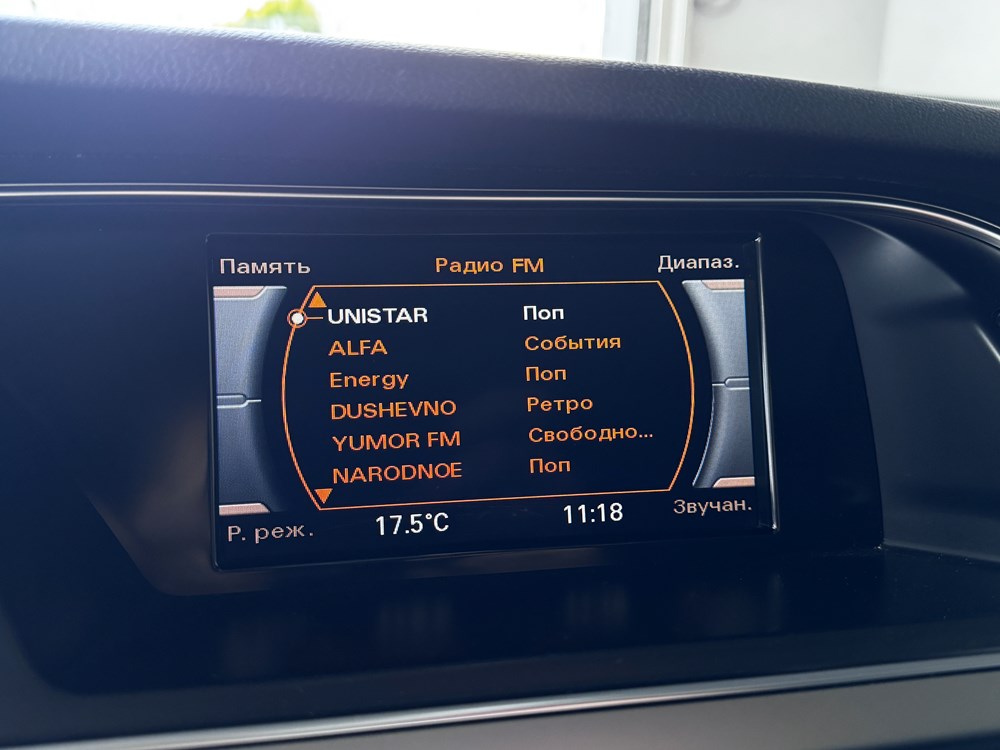 Память Радио FM Диапаз.
UNISTAR Поп
ALFA События
Energy Поп
DUSHEVNO Ретро
YUMOR FM Свободно...
NARODNOE Поп
Р. реж. 17.5°C 11:18 Звучан.